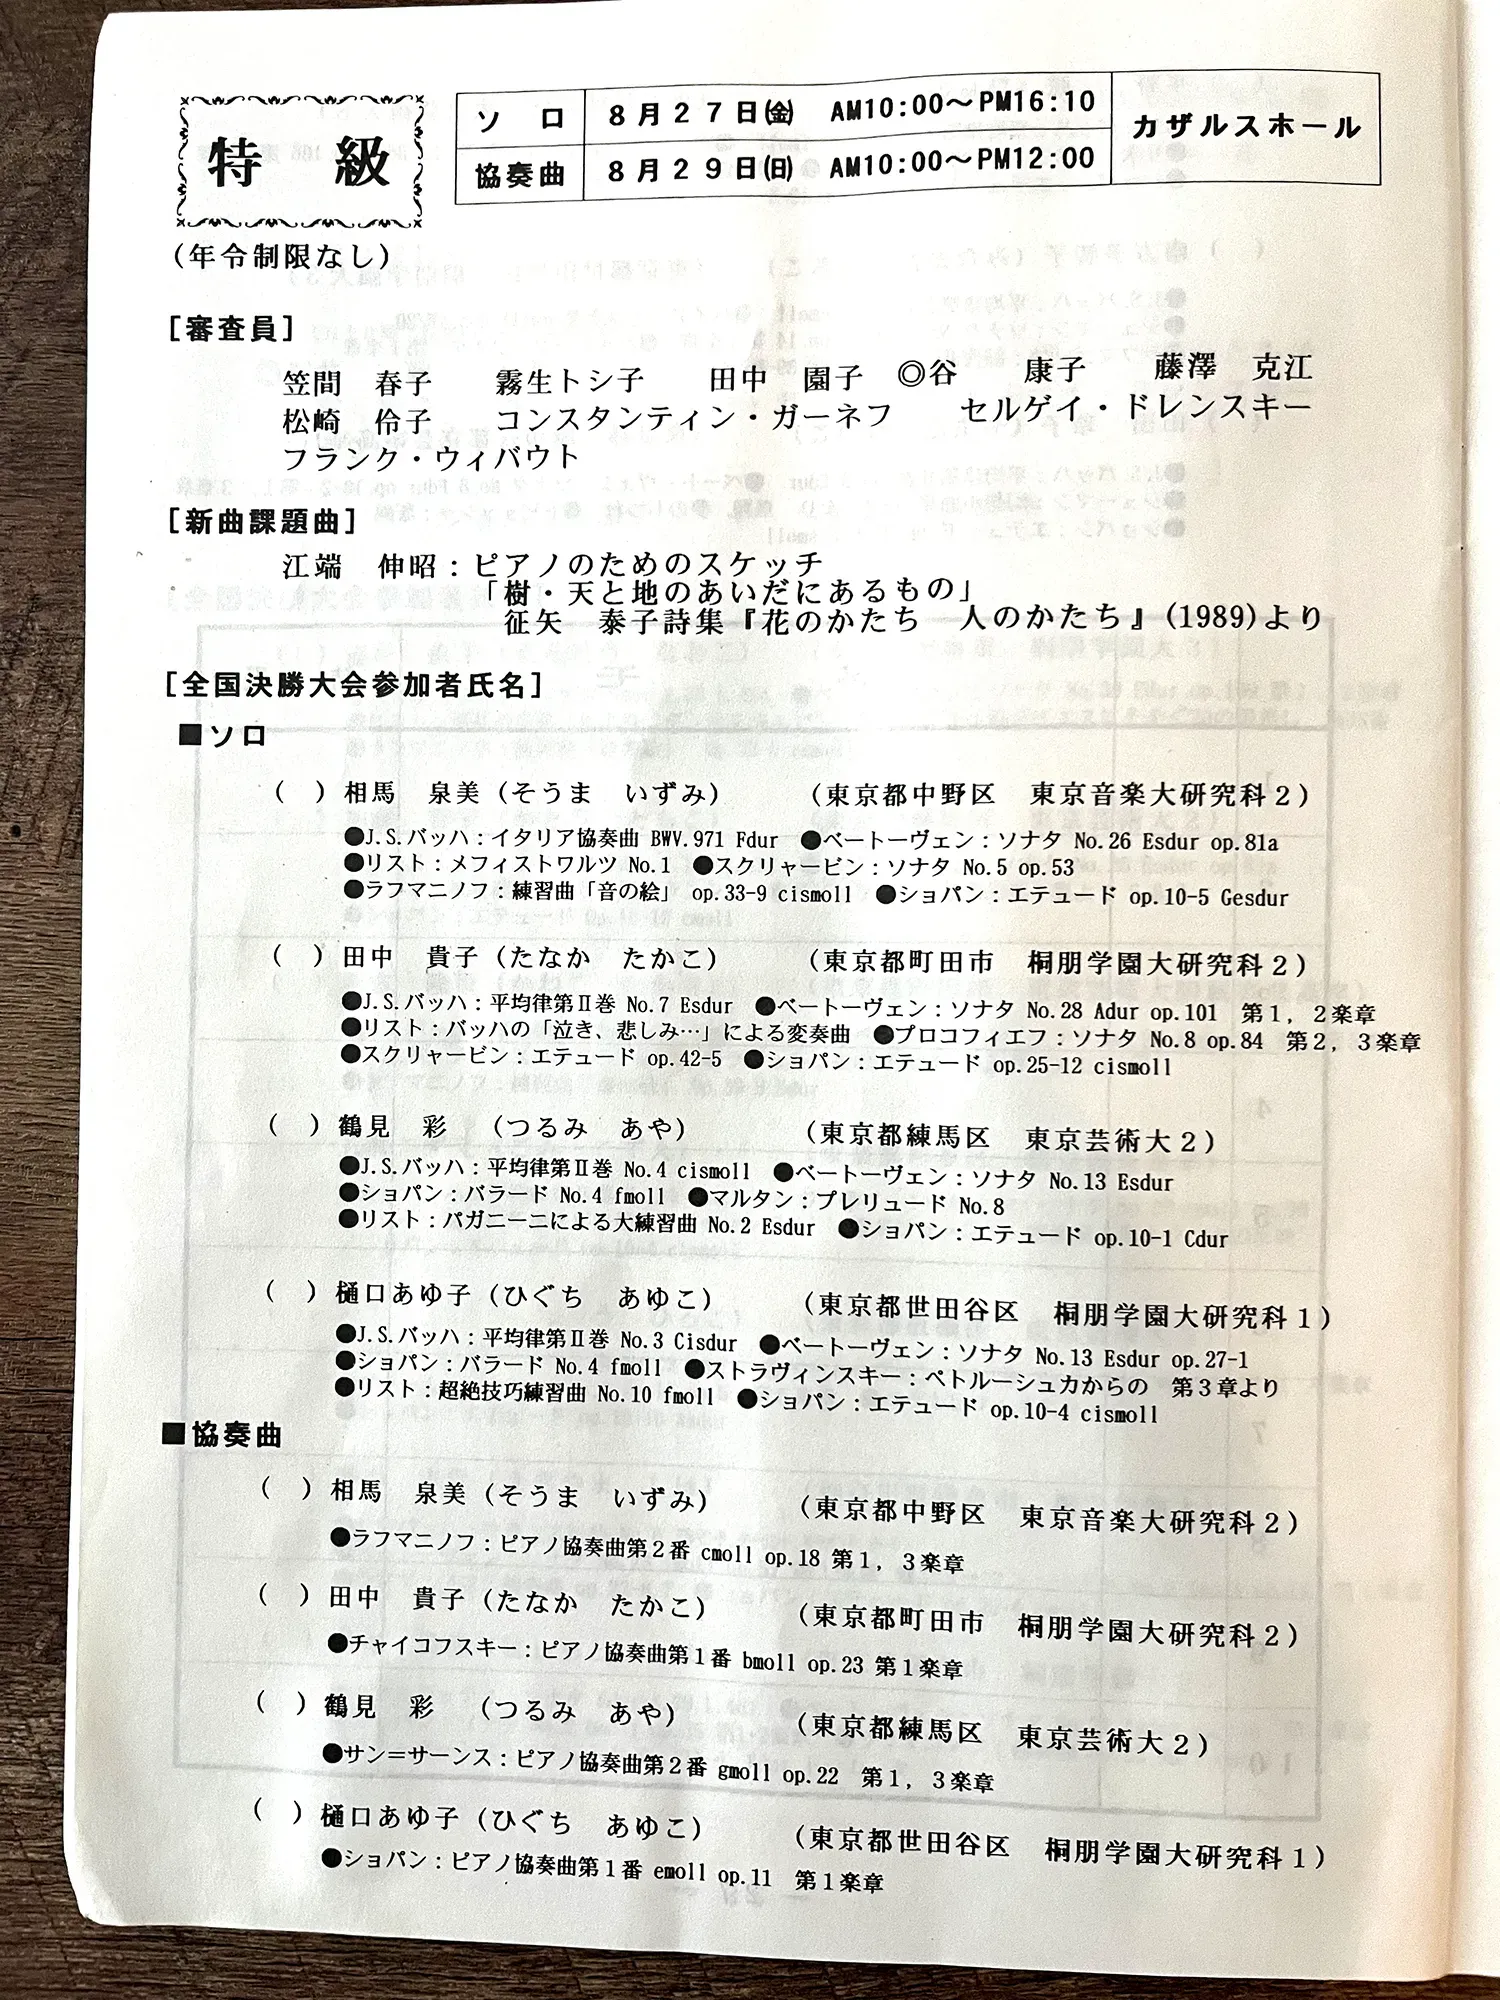 特　級
ソ　ロ　８月２７日㈮　AM10:00～PM16:10　カザルスホール
協奏曲　８月２９日㈰　AM10:00～PM12:00
（年令制限なし）
［審査員］
笠間　春子　　霧生トシ子　　田中　園子　◎谷　　康子　　藤澤　克江
松崎　伶子　　コンスタンティン・ガーネフ　　セルゲイ・ドレンスキー
フランク・ウィバウト
［新曲課題曲］
江端　伸昭：ピアノのためのスケッチ
「樹・天と地のあいだにあるもの」
征矢　泰子詩集『花のかたち　人のかたち』(1989)より
［全国決勝大会参加者氏名］
■ソロ
（　）相馬　泉美（そうま　いずみ）　　（東京都中野区　東京音楽大研究科２）
●J.S.バッハ：イタリア協奏曲 BWV.971 Fdur　●ベートーヴェン：ソナタ No.26 Esdur op.81a
●リスト：メフィストワルツ No.1　●スクリャービン：ソナタ No.5 op.53
●ラフマニノフ：練習曲「音の絵」 op.33-9 cismoll　●ショパン：エテュード op.10-5 Gesdur
（　）田中　貴子（たなか　たかこ）　　（東京都町田市　桐朋学園大研究科２）
●J.S.バッハ：平均律第Ⅱ巻 No.7 Esdur　●ベートーヴェン：ソナタ No.28 Adur op.101　第１，２楽章
●リスト：バッハの「泣き、悲しみ…」による変奏曲　●プロコフィエフ：ソナタ No.8 op.84　第２，３楽章
●スクリャービン：エテュード op.42-5　●ショパン：エテュード op.25-12 cismoll
（　）鶴見　彩　（つるみ　あや）　　（東京都練馬区　東京芸術大２）
●J.S.バッハ：平均律第Ⅱ巻 No.4 cismoll　●ベートーヴェン：ソナタ No.13 Esdur
●ショパン：バラード No.4 fmoll　●マルタン：プレリュード No.8
●リスト：パガニーニによる大練習曲 No.2 Esdur　●ショパン：エテュード op.10-1 Cdur
（　）樋口あゆ子（ひぐち　あゆこ）　　（東京都世田谷区　桐朋学園大研究科１）
●J.S.バッハ：平均律第Ⅱ巻 No.3 Cisdur　●ベートーヴェン：ソナタ No.13 Esdur op.27-1
●ショパン：バラード No.4 fmoll　●ストラヴィンスキー：ペトルーシュカからの　第３章より
●リスト：超絶技巧練習曲 No.10 fmoll　●ショパン：エテュード op.10-4 cismoll
■協奏曲
（　）相馬　泉美（そうま　いずみ）　　（東京都中野区　東京音楽大研究科２）
●ラフマニノフ：ピアノ協奏曲第２番 cmoll op.18 第１，３楽章
（　）田中　貴子（たなか　たかこ）　　（東京都町田市　桐朋学園大研究科２）
●チャイコフスキー：ピアノ協奏曲第１番 bmoll op.23 第１楽章
（　）鶴見　彩　（つるみ　あや）　　（東京都練馬区　東京芸術大２）
●サン＝サーンス：ピアノ協奏曲第２番 gmoll op.22　第１，３楽章
（　）樋口あゆ子（ひぐち　あゆこ）　　（東京都世田谷区　桐朋学園大研究科１）
●ショパン：ピアノ協奏曲第１番 emoll op.11　第１楽章